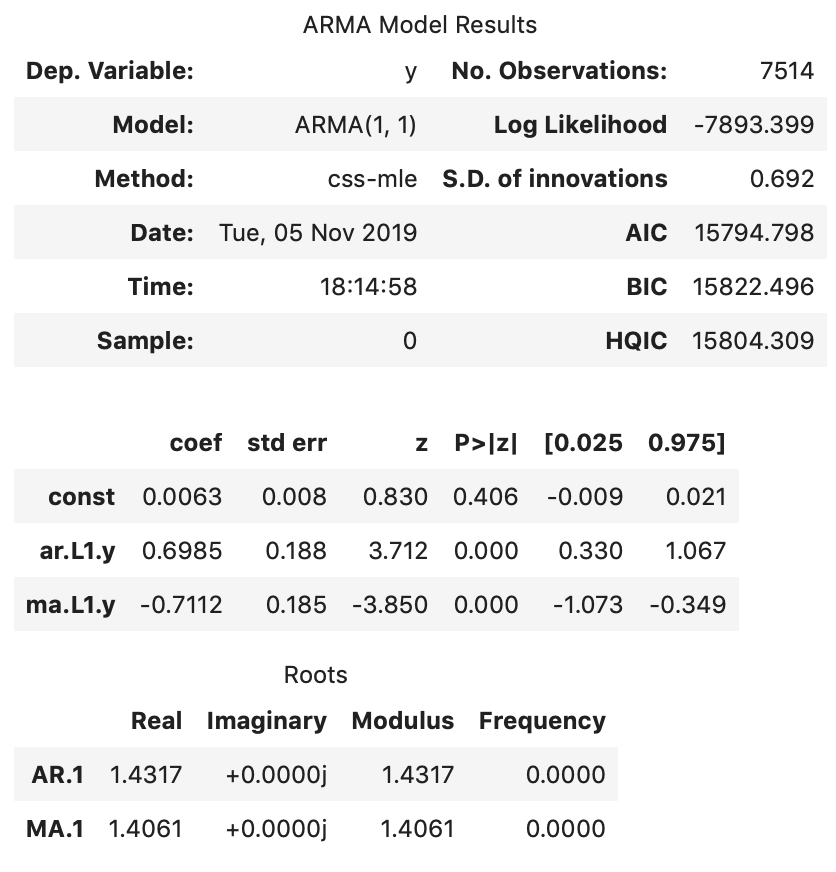 ARMA Model Results
Dep. Variable: y No. Observations: 7514
Model: ARMA(1, 1) Log Likelihood -7893.399
Method: css-mle S.D. of innovations 0.692
Date: Tue, 05 Nov 2019 AIC 15794.798
Time: 18:14:58 BIC 15822.496
Sample: 0 HQIC 15804.309
coef std err z P>|z| [0.025 0.975]
const 0.0063 0.008 0.830 0.406 -0.009 0.021
ar.L1.y 0.6985 0.188 3.712 0.000 0.330 1.067
ma.L1.y -0.7112 0.185 -3.850 0.000 -1.073 -0.349
Roots
Real Imaginary Modulus Frequency
AR.1 1.4317 +0.0000j 1.4317 0.0000
MA.1 1.4061 +0.0000j 1.4061 0.0000